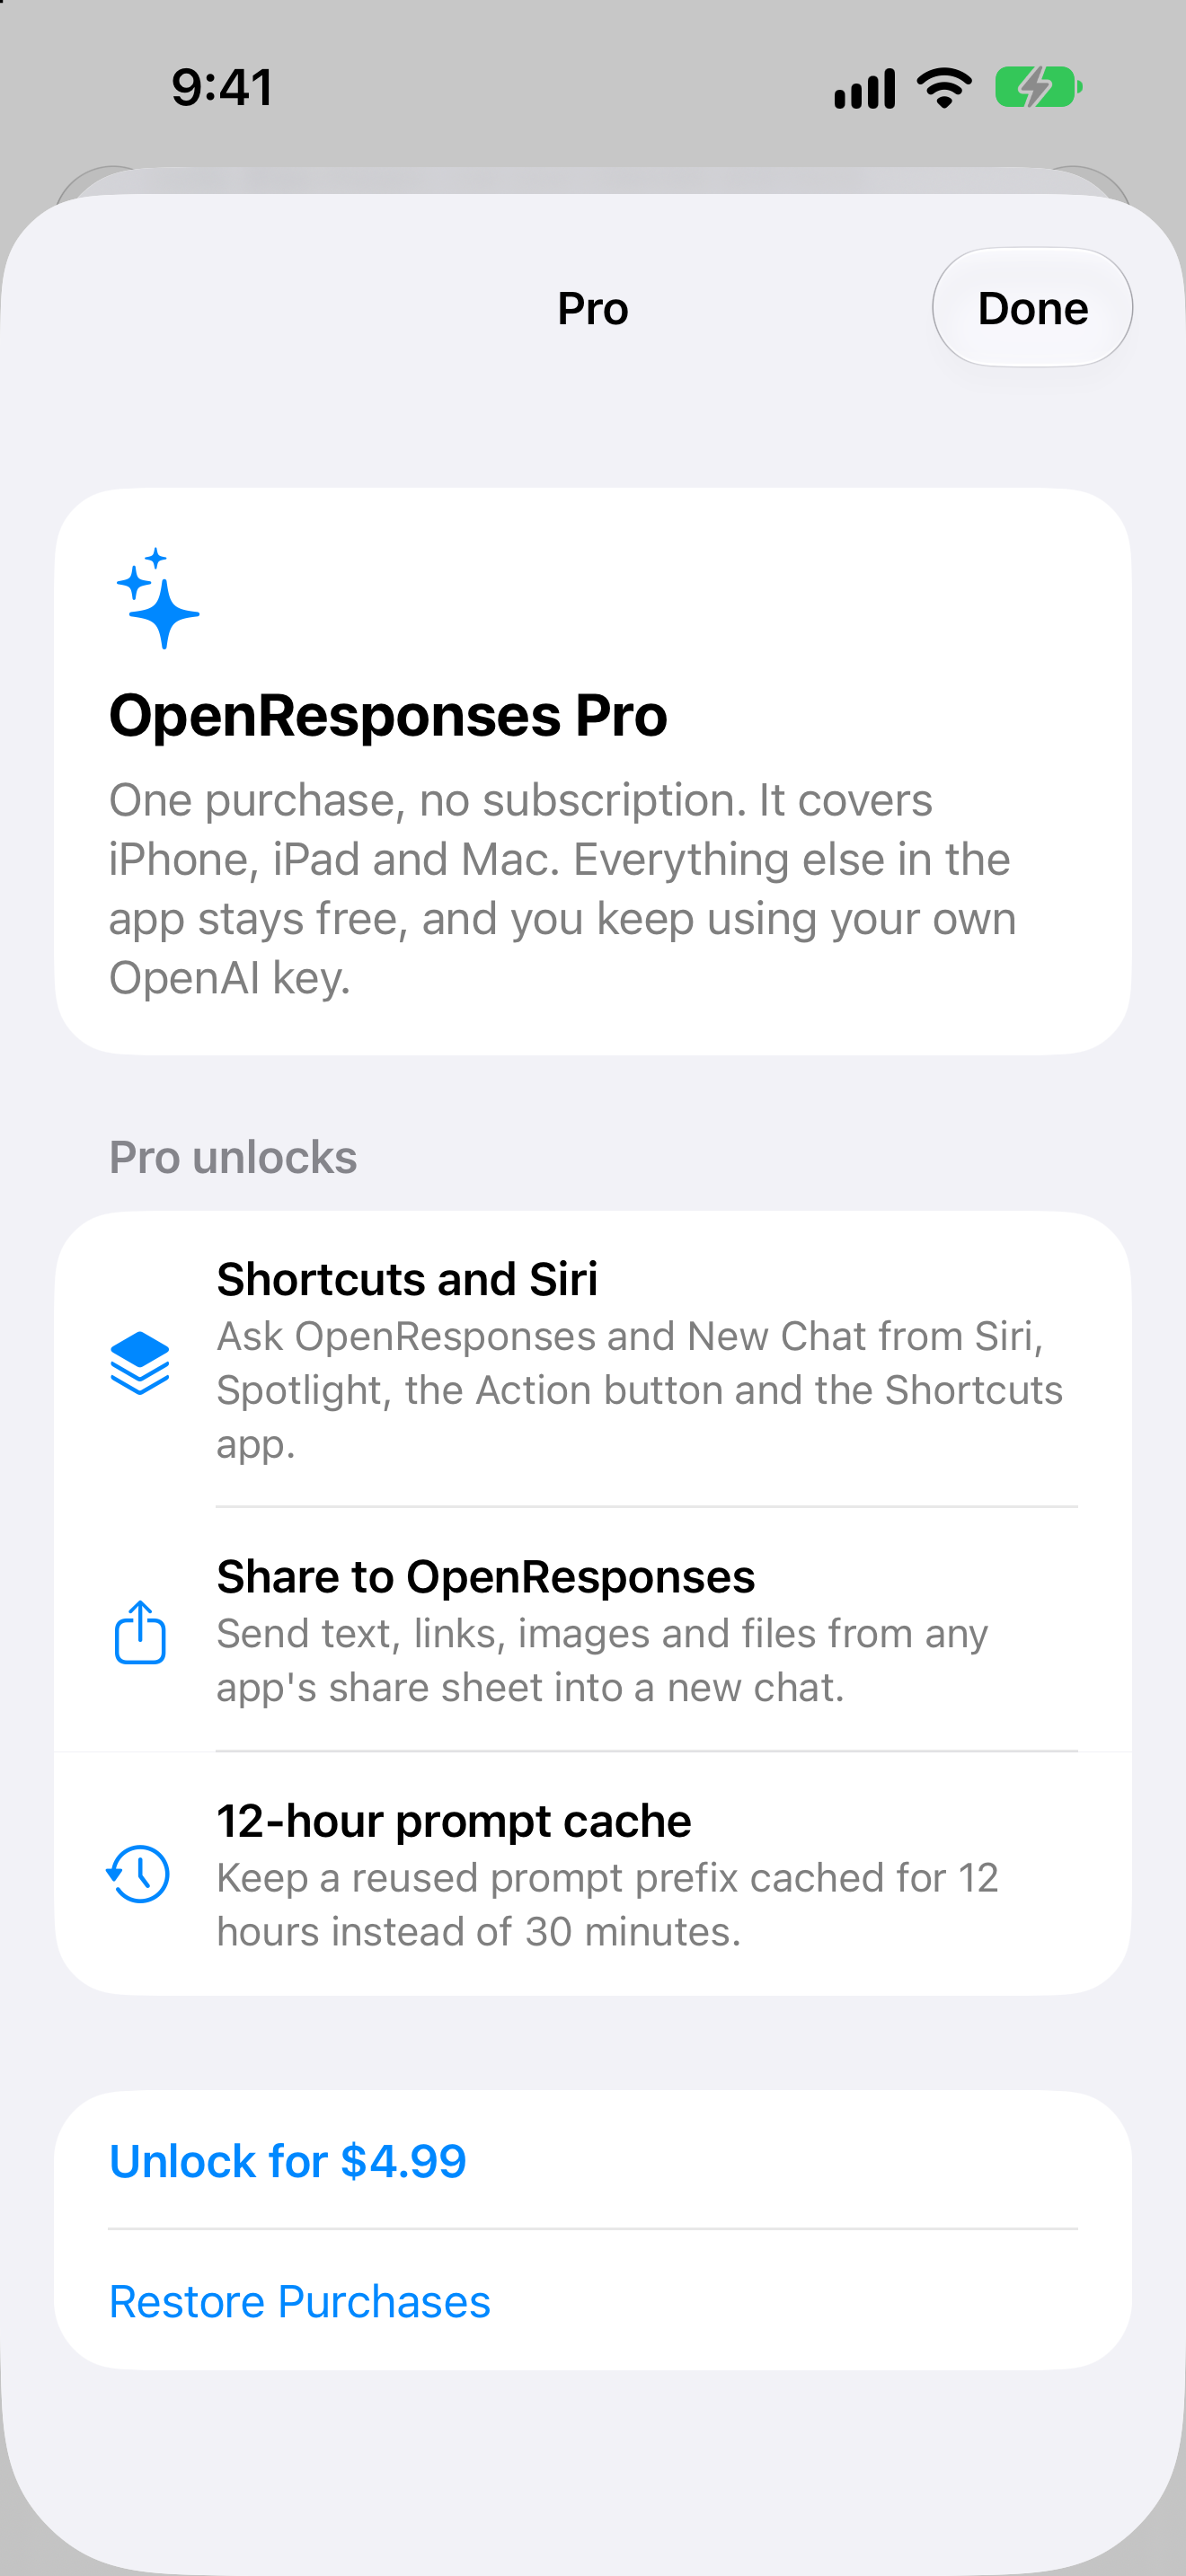 9:41
Pro
Done
OpenResponses Pro
One purchase, no subscription. It covers
iPhone, iPad and Mac. Everything else in the
app stays free, and you keep using your own
OpenAI key.
Pro unlocks
Shortcuts and Siri
Ask OpenResponses and New Chat from Siri,
Spotlight, the Action button and the Shortcuts
app.
Share to OpenResponses
Send text, links, images and files from any
app's share sheet into a new chat.
12-hour prompt cache
Keep a reused prompt prefix cached for 12
hours instead of 30 minutes.
Unlock for $4.99
Restore Purchases